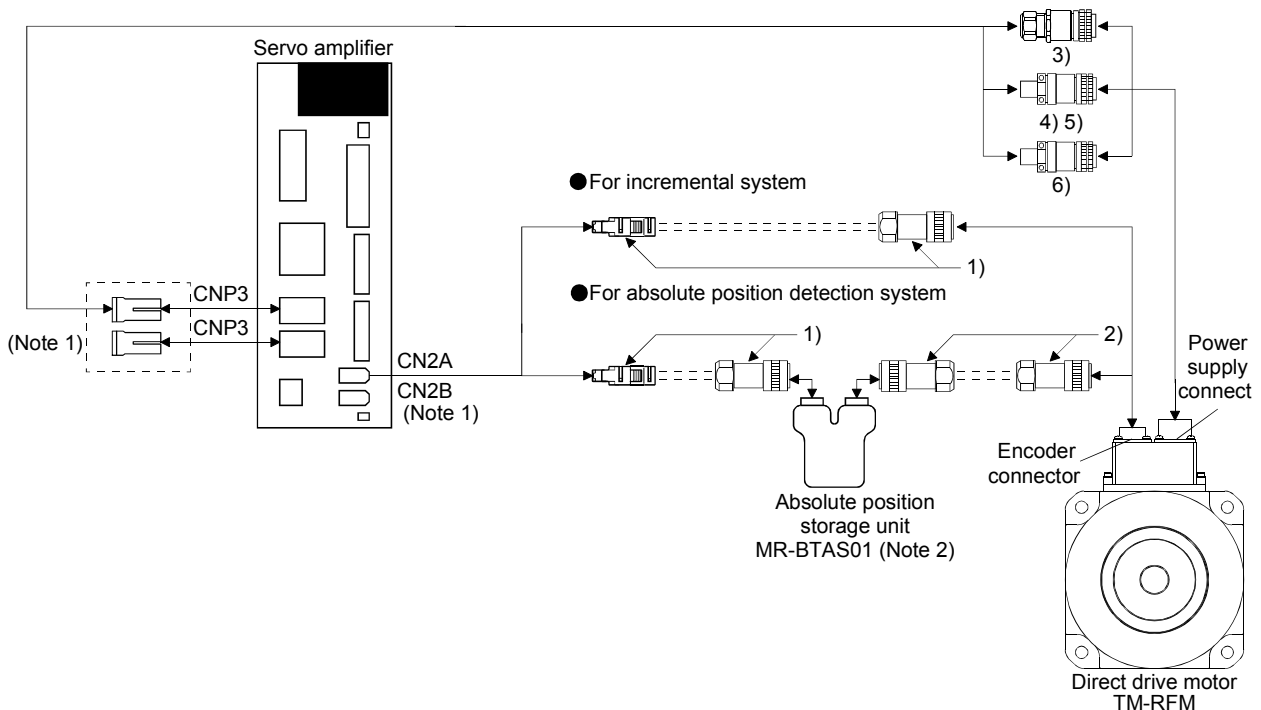 3)
Servo amplifier
4) 5)
6)
●For incremental system
1)
●For absolute position detection system
CNP3
(Note 1)
CNP3
1)
2)
CN2A
CN2B
(Note 1)
Power
supply
connect
Encoder
connector
Absolute position
storage unit
MR-BTAS01 (Note 2)
Direct drive motor
TM-RFM